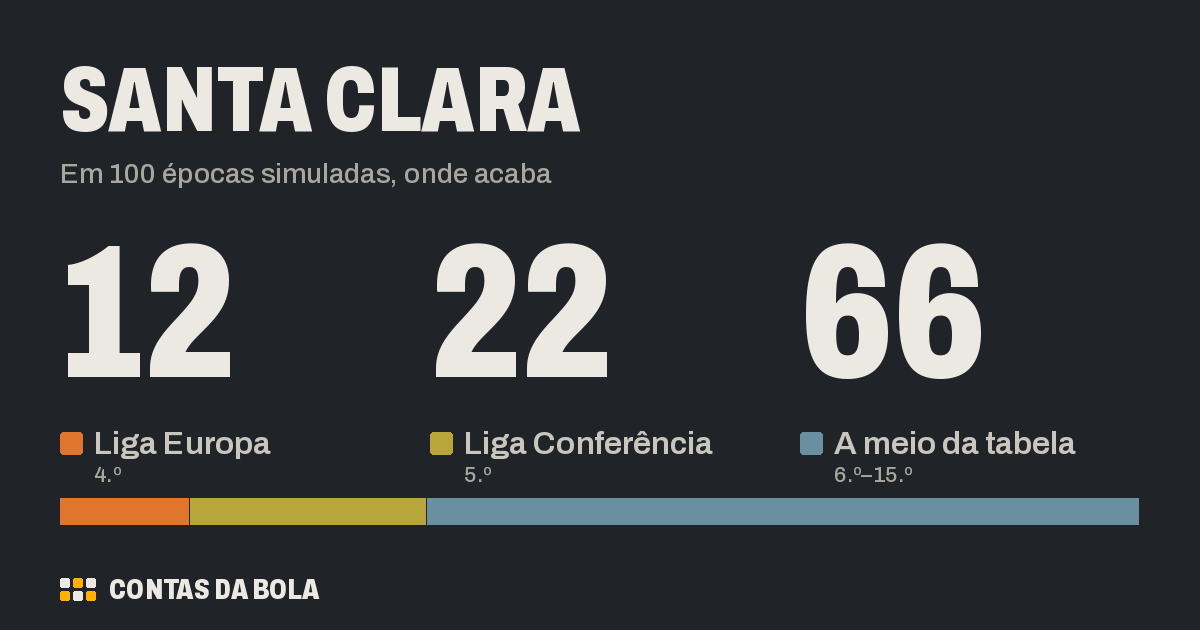 SANTA CLARA
Em 100 épocas simuladas, onde acaba
12 22 66
Liga Europa Liga Conferência A meio da tabela
4.º 5.º 6.º–15.º
CONTAS DA BOLA